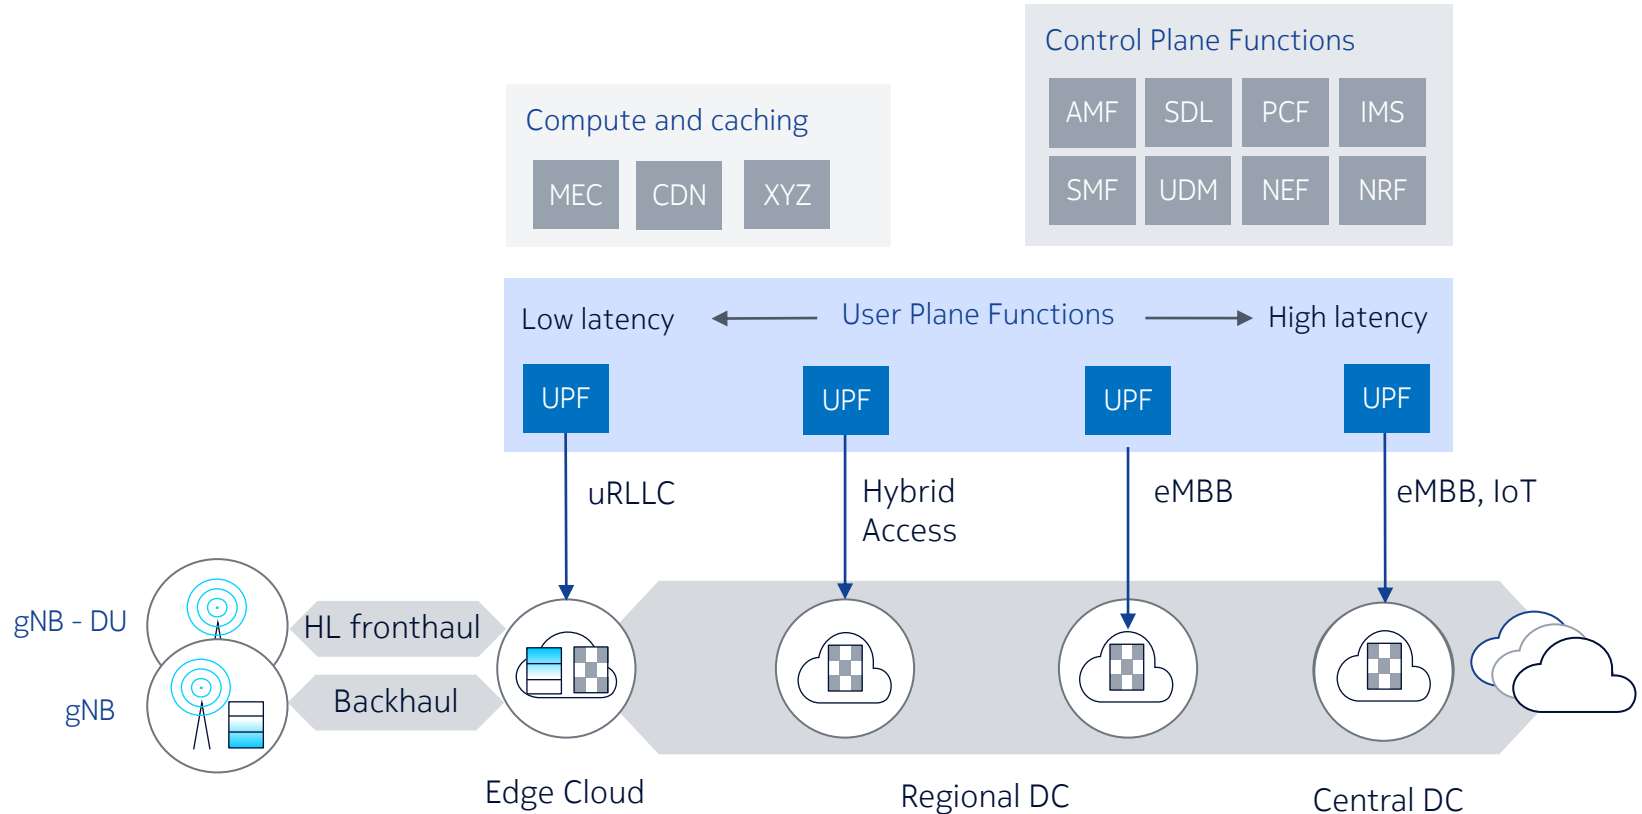 Control Plane Functions
AMF SDL PCF IMS
SMF UDM NEF NRF
Compute and caching
MEC CDN XYZ
Low latency User Plane Functions High latency
UPF UPF UPF UPF
uRLLC
Hybrid
Access
eMBB
eMBB, IoT
gNB - DU
HL fronthaul
gNB
Backhaul
Edge Cloud
Regional DC
Central DC